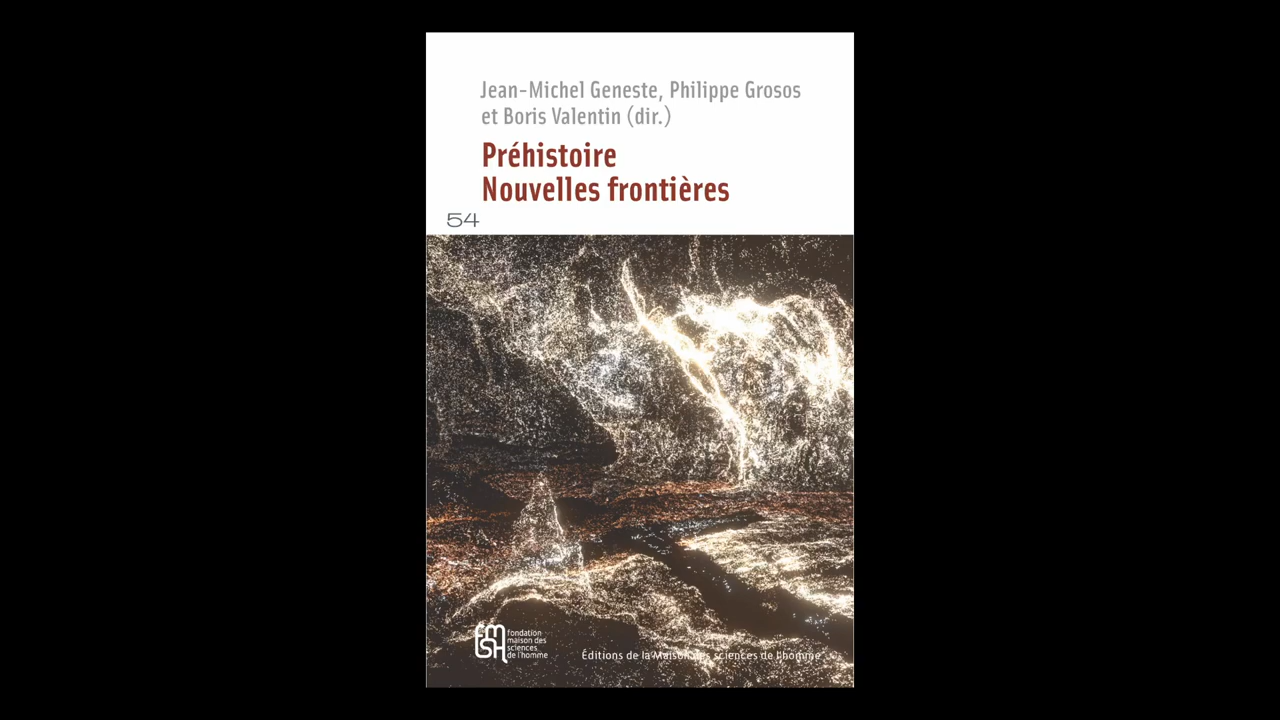 Jean-Michel Geneste, Philippe Grosos
et Boris Valentin (dir.)
Préhistoire
Nouvelles frontières
54
fmsh
fondation
maison des
sciences
de l'homme
Éditions de la Maison des sciences de l'homme